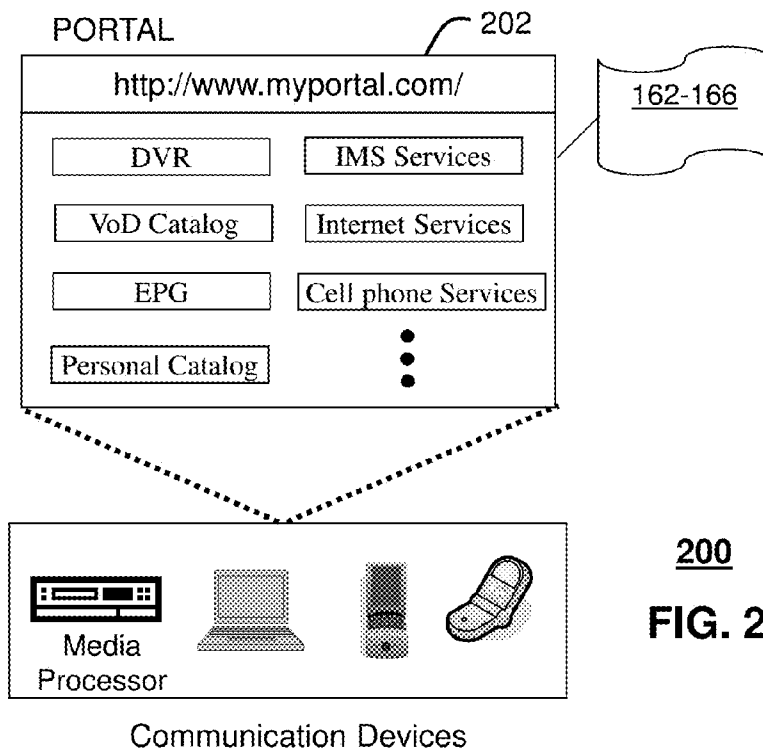 PORTAL
202
http://www.myportal.com/
162-166
DVR
IMS Services
VoD Catalog
Internet Services
EPG
Cell phone Services
Personal Catalog
Media
Processor
200
FIG. 2
Communication Devices